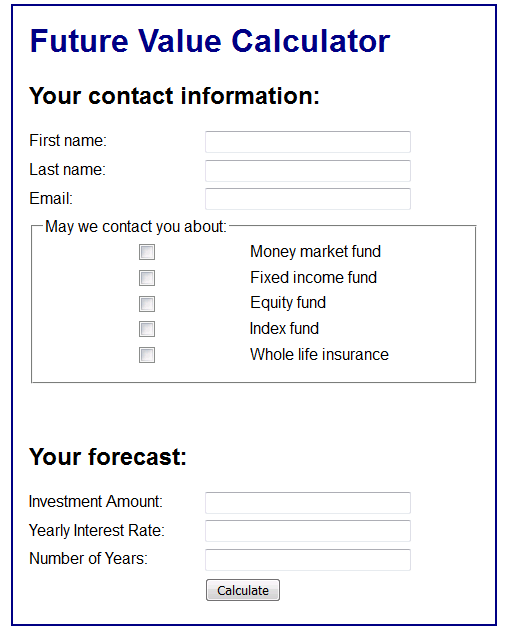 Future Value Calculator
Your contact information:
First name:
Last name:
Email:
May we contact you about:
Money market fund
Fixed income fund
Equity fund
Index fund
Whole life insurance
Your forecast:
Investment Amount:
Yearly Interest Rate:
Number of Years:
Calculate